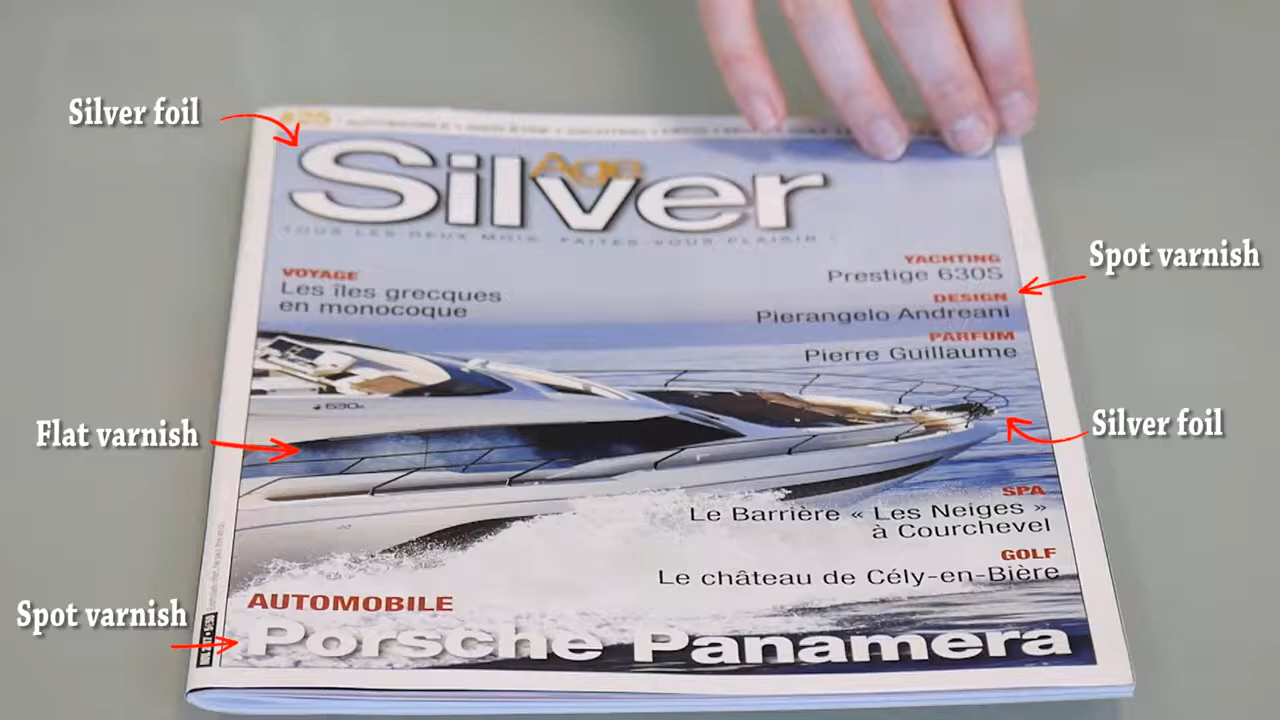 Silver foil
#25
Age
Silver
TOUS LES DEUX MOIS, FAITES-VOUS PLAISIR !
VOYAGE
Les îles grecques
en monocoque
YACHTING
Prestige 630S
DESIGN
Pierangelo Andreani
PARFUM
Pierre Guillaume
Spot varnish
630
Flat varnish
Silver foil
SPA
Le Barrière « Les Neiges »
à Courchevel
GOLF
Le château de Cély-en-Bière
Spot varnish
AUTOMOBILE
Porsche Panamera